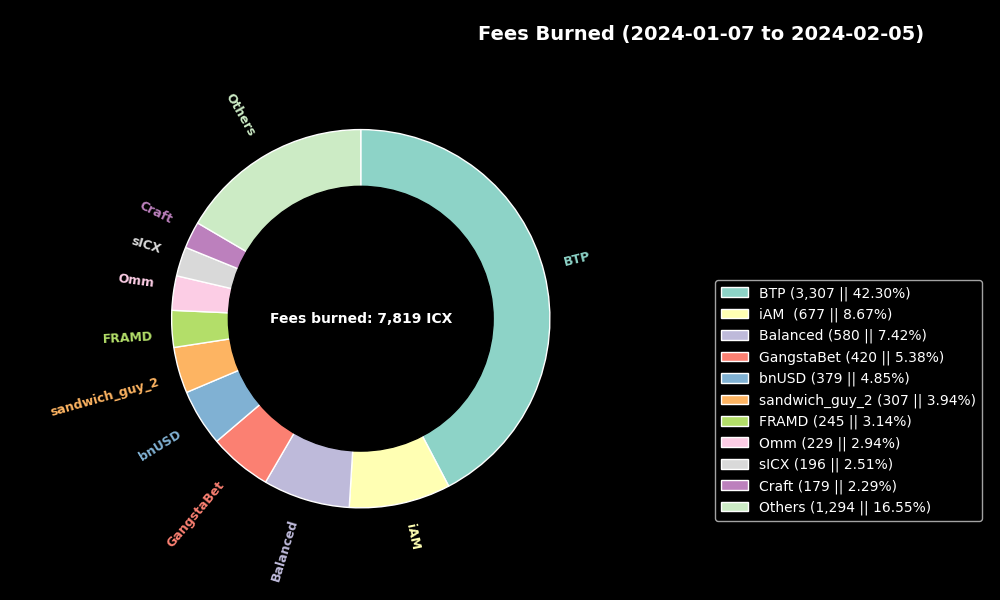 Fees Burned (2024-01-07 to 2024-02-05)
Others
Craft
sICX
Omm
FRAMD
sandwich_guy_2
bnUSD
GangstaBet
Balanced
iAM
BTP
Fees burned: 7,819 ICX
BTP (3,307 || 42.30%)
iAM  (677 || 8.67%)
Balanced (580 || 7.42%)
GangstaBet (420 || 5.38%)
bnUSD (379 || 4.85%)
sandwich_guy_2 (307 || 3.94%)
FRAMD (245 || 3.14%)
Omm (229 || 2.94%)
sICX (196 || 2.51%)
Craft (179 || 2.29%)
Others (1,294 || 16.55%)